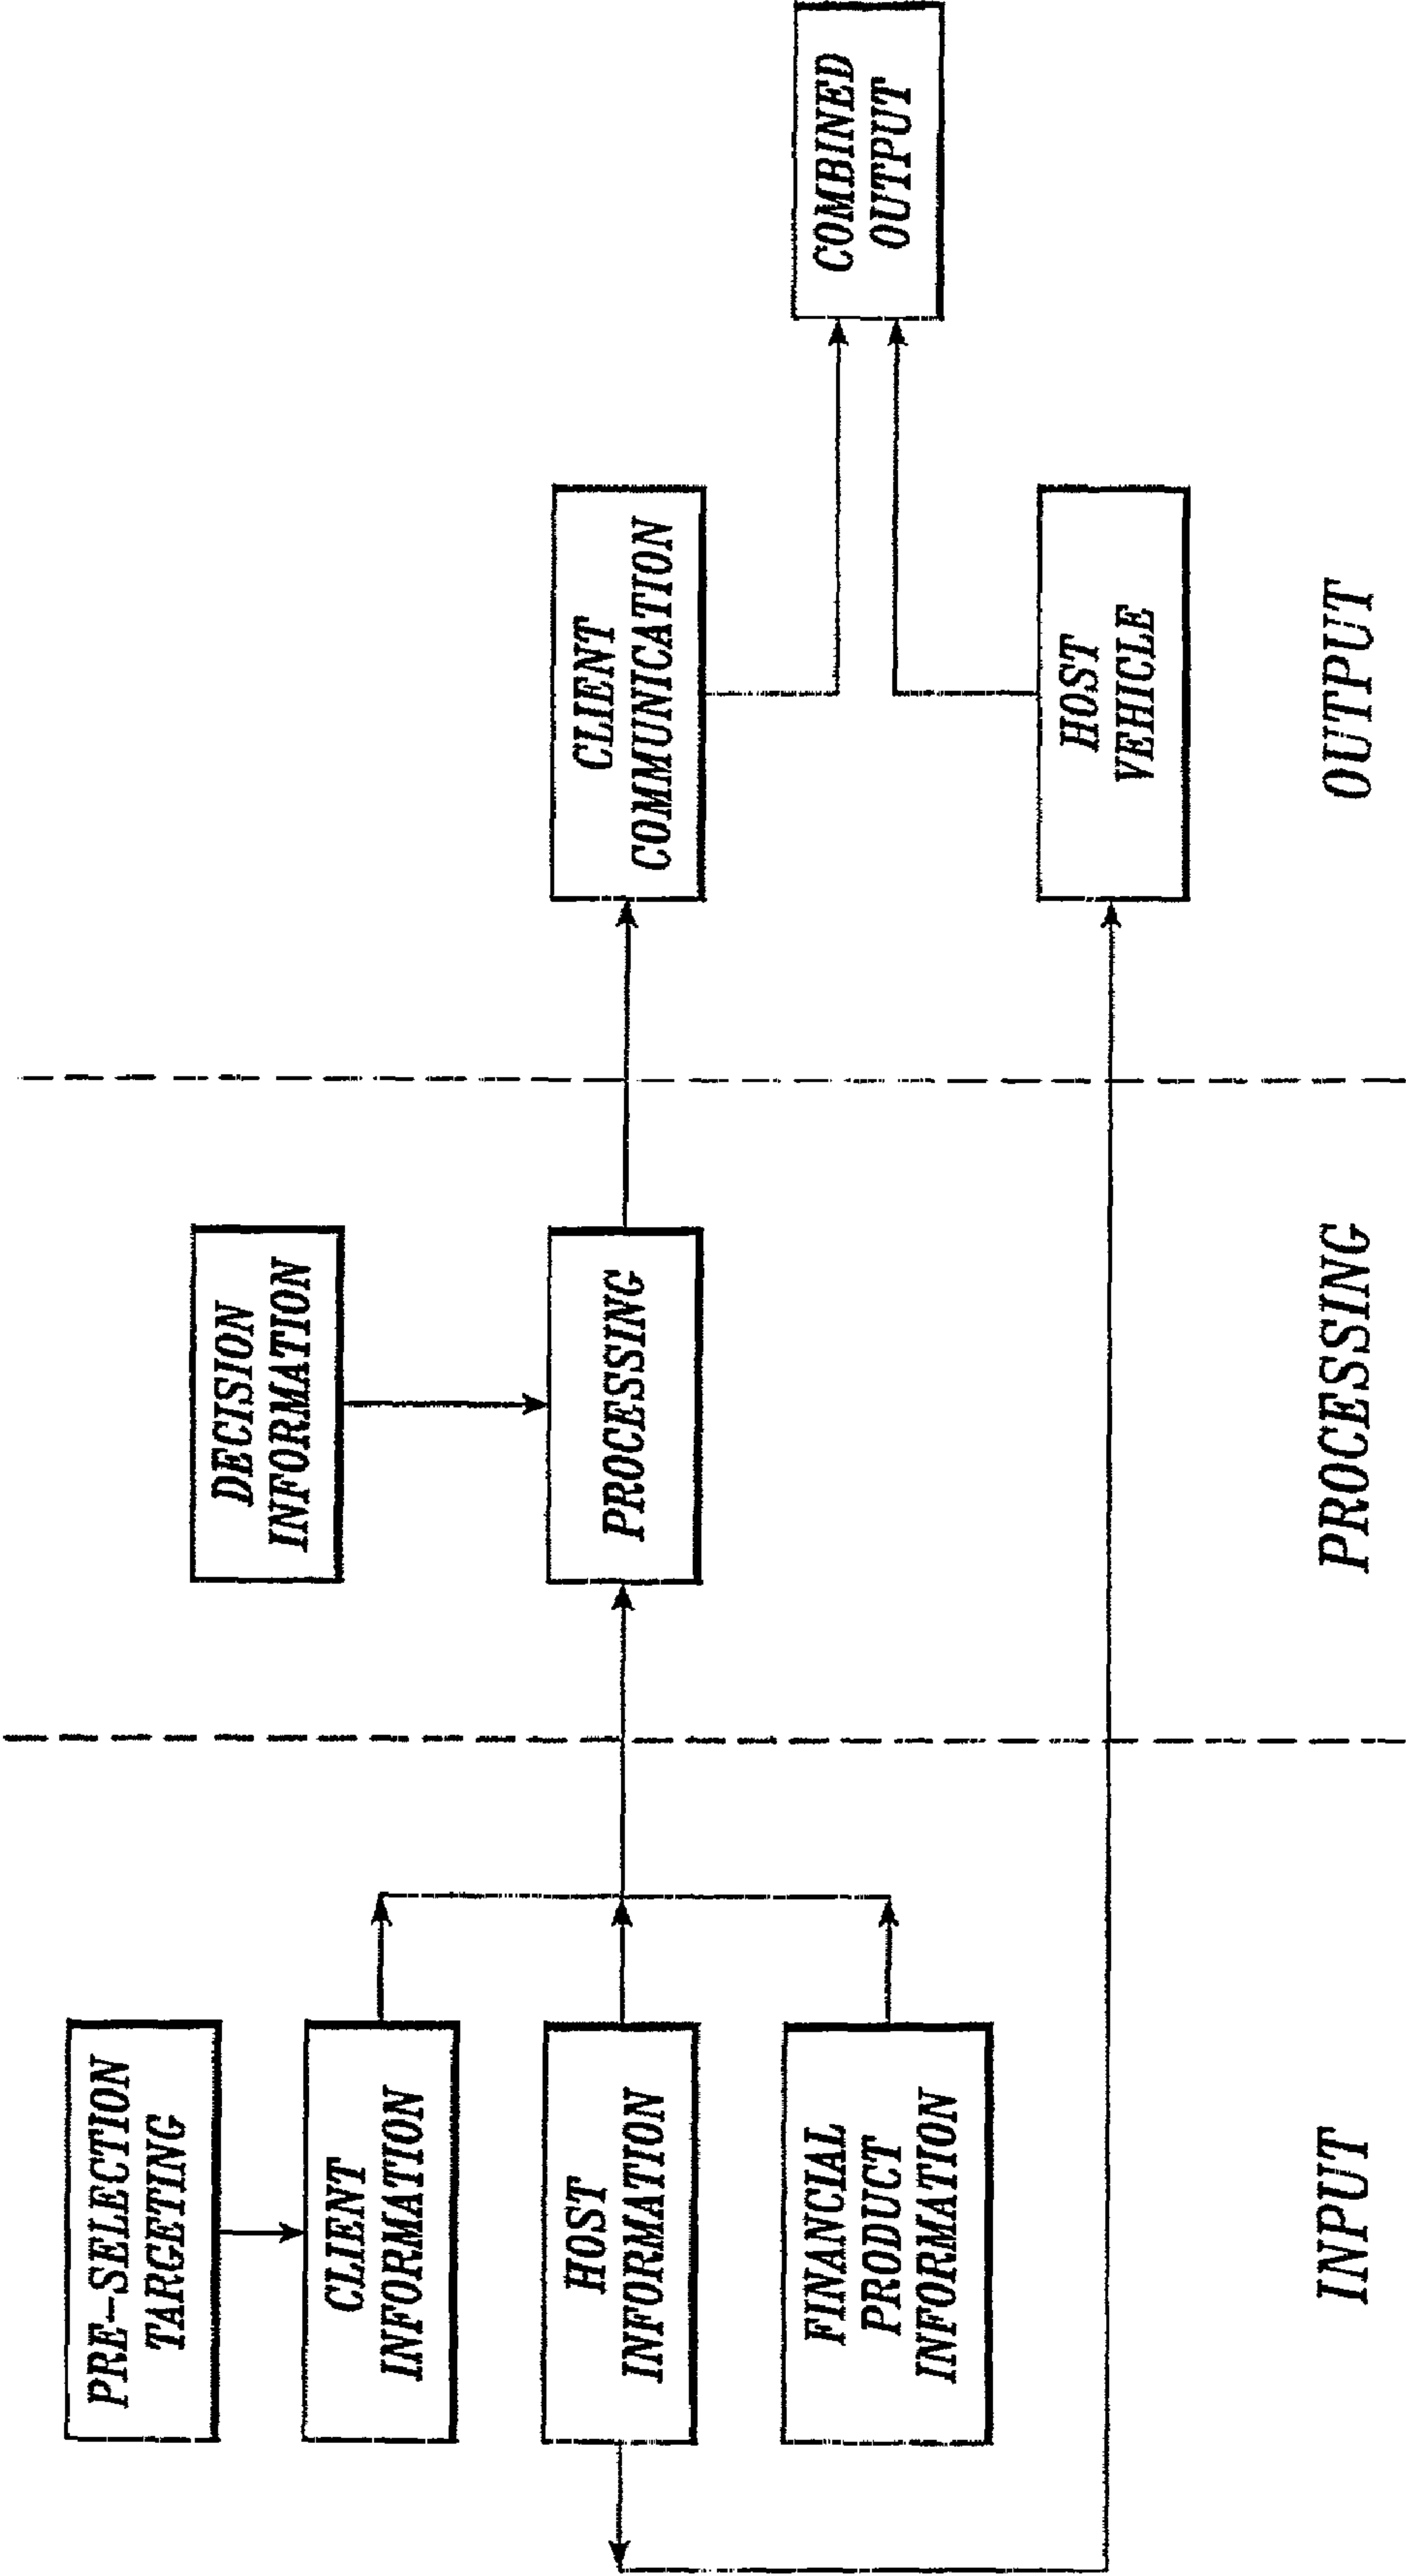 PRE-SELECTION
TARGETING
CLIENT
INFORMATION
HOST
INFORMATION
FINANCIAL
PRODUCT
INFORMATION
INPUT
DECISION
INFORMATION
PROCESSING
PROCESSING
CLIENT
COMMUNICATION
HOST
VEHICLE
OUTPUT
COMBINED
OUTPUT